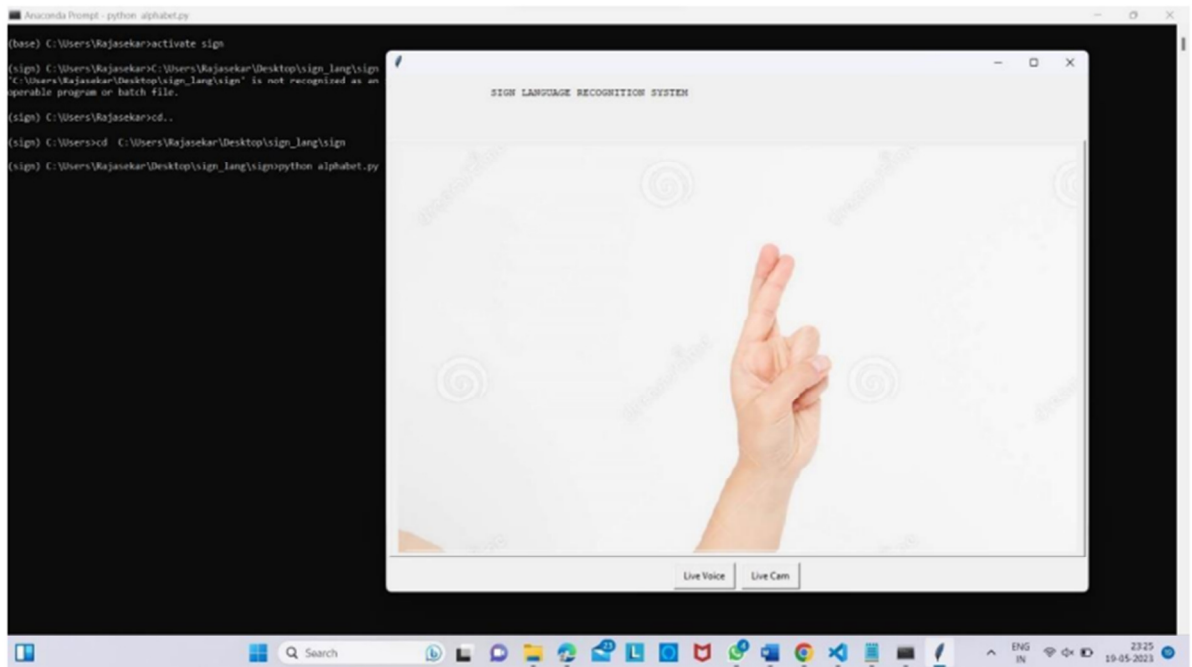 Anaconda Prompt - python alphabet.py
(base) C:\Users\Rajasekar>activate sign
(sign) C:\Users\Rajasekar>C:\Users\Rajasekar\Desktop\sign_lang\sign
'C:\Users\Rajasekar\Desktop\sign_lang\sign' is not recognized as an
operable program or batch file.
(sign) C:\Users\Rajasekar>cd..
(sign) C:\Users>cd  C:\Users\Rajasekar\Desktop\sign_lang\sign
(sign) C:\Users\Rajasekar\Desktop\sign_lang\sign>python alphabet.py
SIGN LANGUAGE RECOGNITION SYSTEM
Live Voice
Live Cam
Search
23
ENG
IN
23:25
19-05-2023